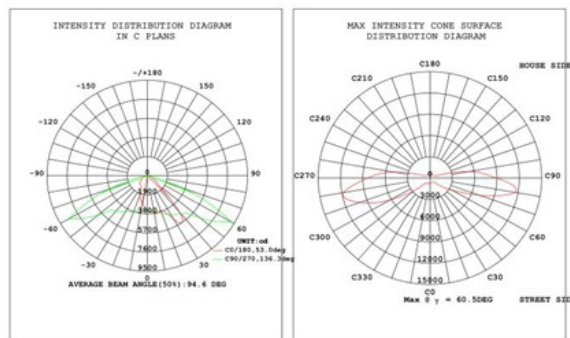 INTENSITY DISTRIBUTION DIAGRAM
IN C PLANS
-/+180
-150 150
-120 120
-90 90
-60 60
-30 30
0
0
1900
3800
5700
7600
9500
UNIT:cd
C0/180,53.0deg
C90/270,136.3deg
AVERAGE BEAM ANGLE(50%):94.6 DEG
MAX INTENSITY CONE SURFACE
DISTRIBUTION DIAGRAM
C180 HOUSE SIDE
C210 C150
C240 C120
C270 C90
C300 C60
C330 C30
C0
0
3000
6000
9000
12000
15000
Max @ γ = 60.5DEG STREET SIDE